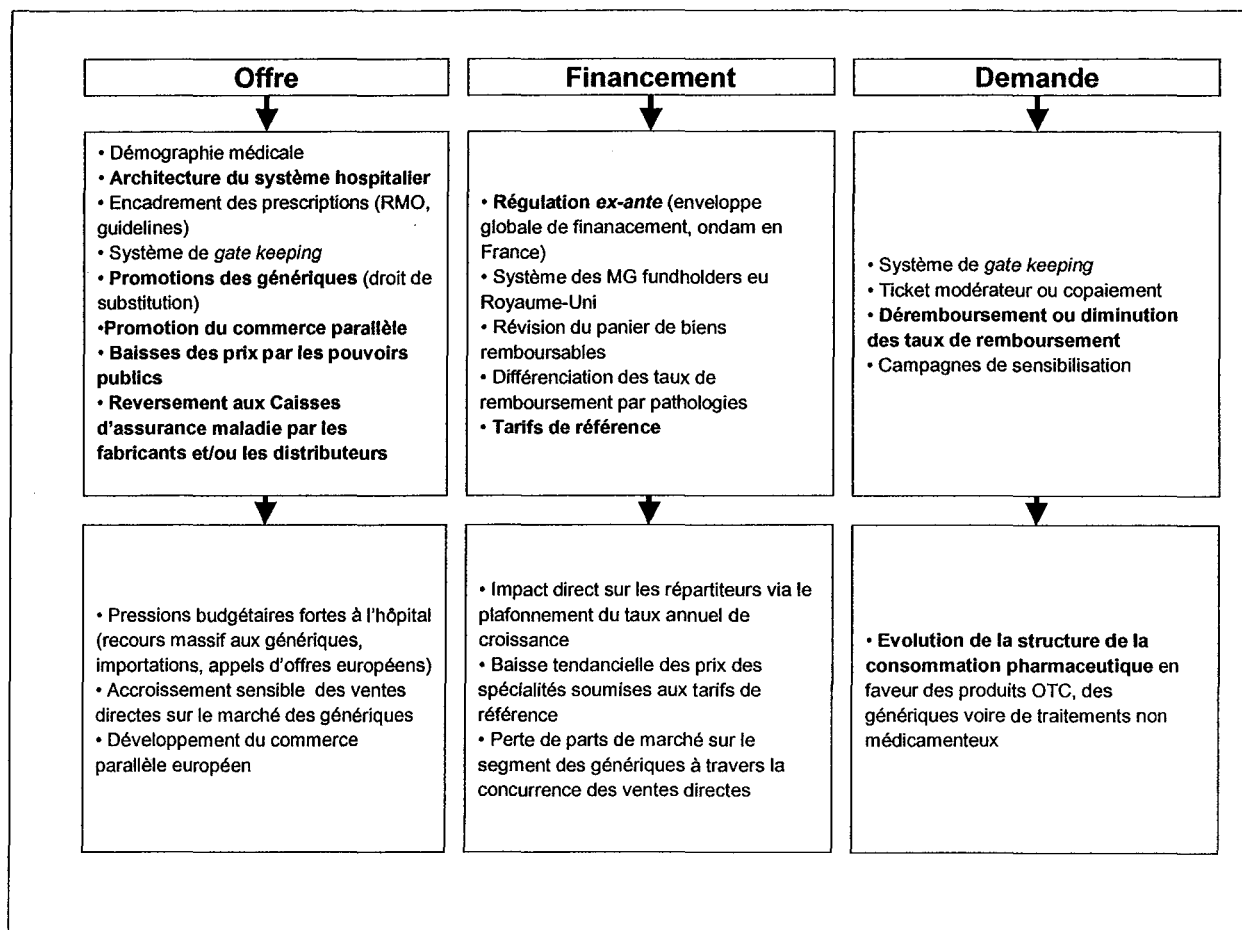 Offre
• Démographie médicale
• Architecture du système hospitalier
• Encadrement des prescriptions (RMO,
guidelines)
• Système de gate keeping
• Promotions des génériques (droit de
substitution)
•Promotion du commerce parallèle
• Baisses des prix par les pouvoirs
publics
• Reversement aux Caisses
d'assurance maladie par les
fabricants et/ou les distributeurs
• Pressions budgétaires fortes à l'hôpital
(recours massif aux génériques,
importations, appels d'offres européens)
• Accroissement sensible des ventes
directes sur le marché des génériques
• Développement du commerce
parallèle européen
Financement
• Régulation ex-ante (enveloppe
globale de finanacement, ondam en
France)
• Système des MG fundholders eu
Royaume-Uni
• Révision du panier de biens
remboursables
• Différenciation des taux de
remboursement par pathologies
• Tarifs de référence
• Impact direct sur les répartiteurs via le
plafonnement du taux annuel de
croissance
• Baisse tendancielle des prix des
spécialités soumises aux tarifs de
référence
• Perte de parts de marché sur le
segment des génériques à travers la
concurrence des ventes directes
Demande
• Système de gate keeping
• Ticket modérateur ou copaiement
• Déremboursement ou diminution
des taux de remboursement
• Campagnes de sensibilisation
• Evolution de la structure de la
consommation pharmaceutique en
faveur des produits OTC, des
génériques voire de traitements non
médicamenteux